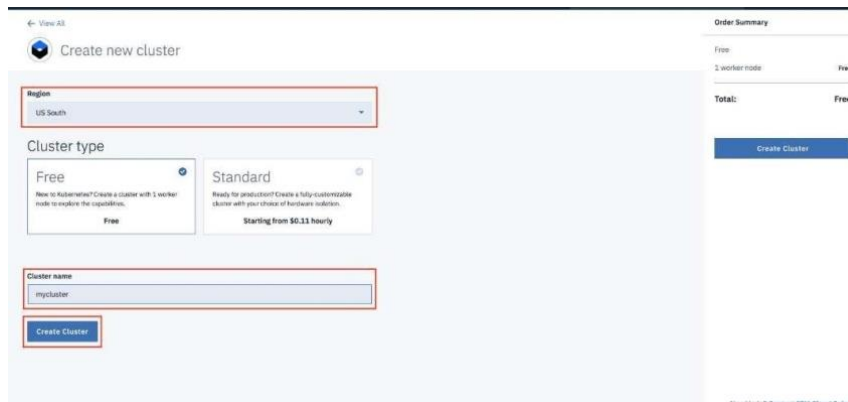 ← View All
Create new cluster
Region
US South
Cluster type
Free
New to Kubernetes? Create a cluster with 1 worker
node to explore the capabilities.
Free
Standard
Ready for production? Create a fully-customizable
cluster with your choice of hardware isolation.
Starting from $0.11 hourly
Cluster name
mycluster
Create Cluster
Order Summary
Free
1 worker node Fre
Total: Free
Create Cluster